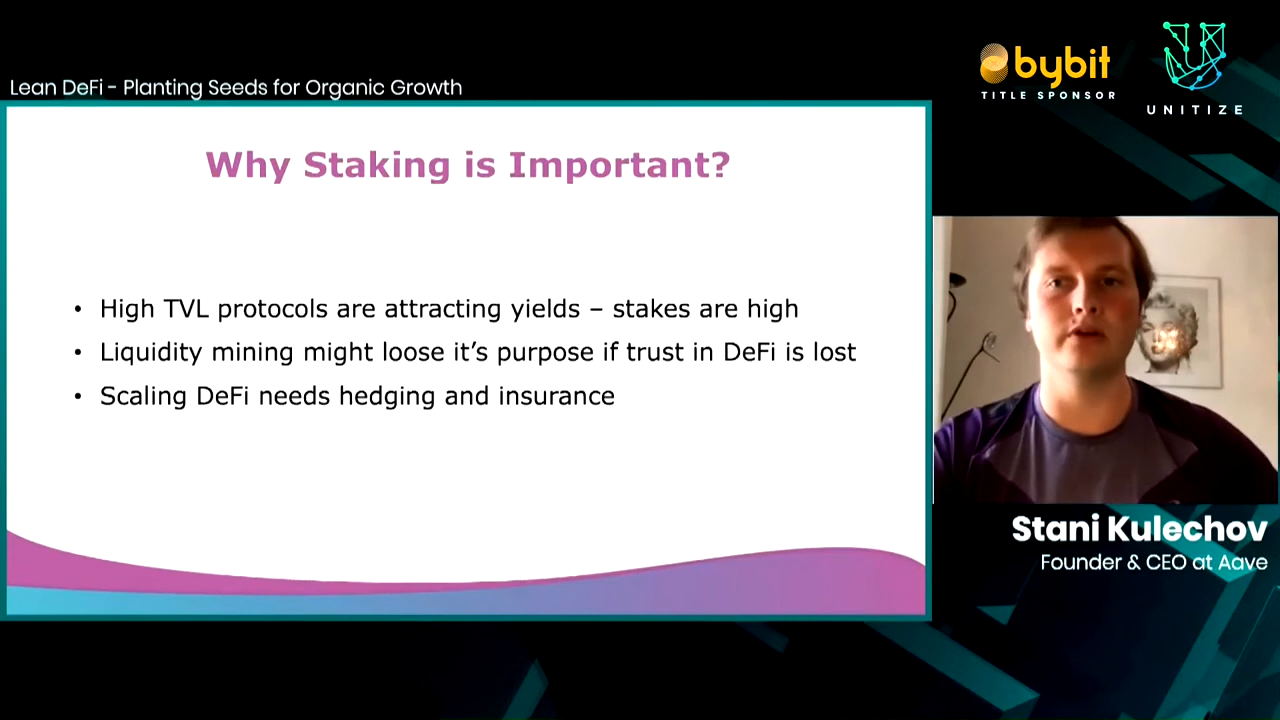 Lean DeFi - Planting Seeds for Organic Growth
bybit
TITLE SPONSOR
UNITIZE
Why Staking is Important?
• High TVL protocols are attracting yields – stakes are high
• Liquidity mining might loose it’s purpose if trust in DeFi is lost
• Scaling DeFi needs hedging and insurance
Stani Kulechov
Founder & CEO at Aave